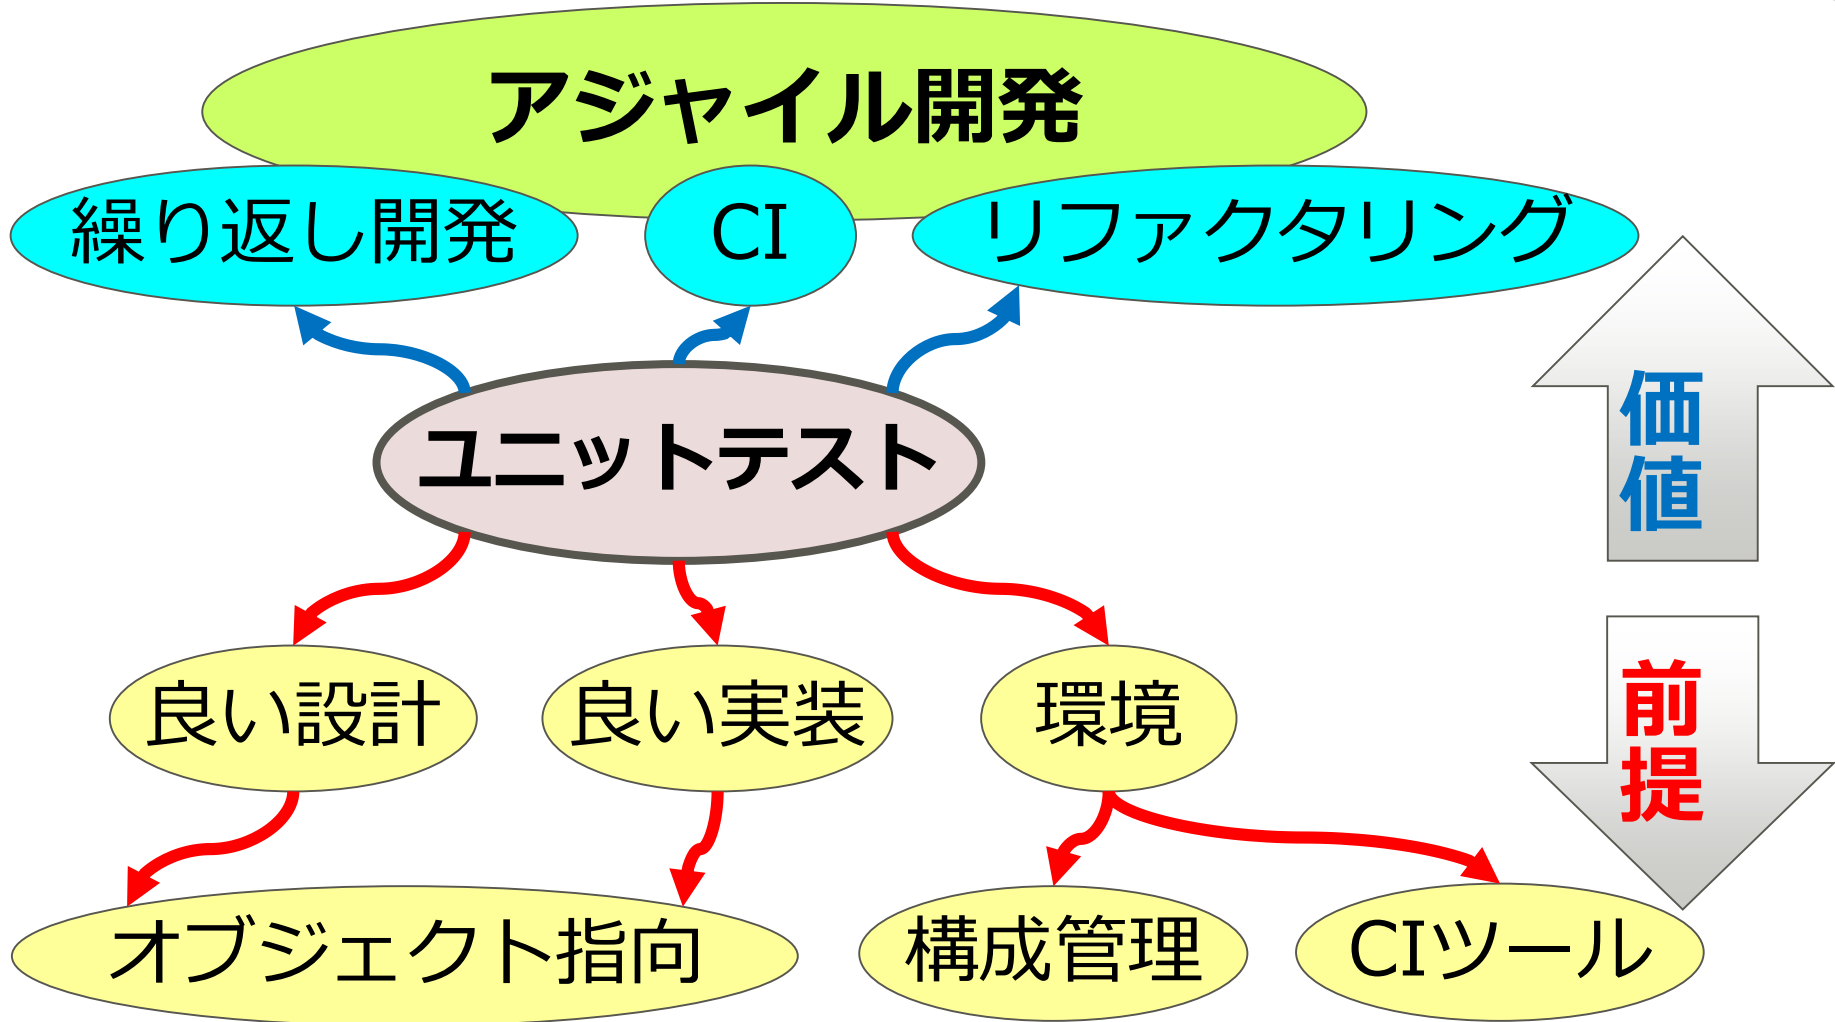 アジャイル開発
繰り返し開発
CI
リファクタリング
ユニットテスト
価値
良い設計
良い実装
環境
前提
オブジェクト指向
構成管理
CIツール